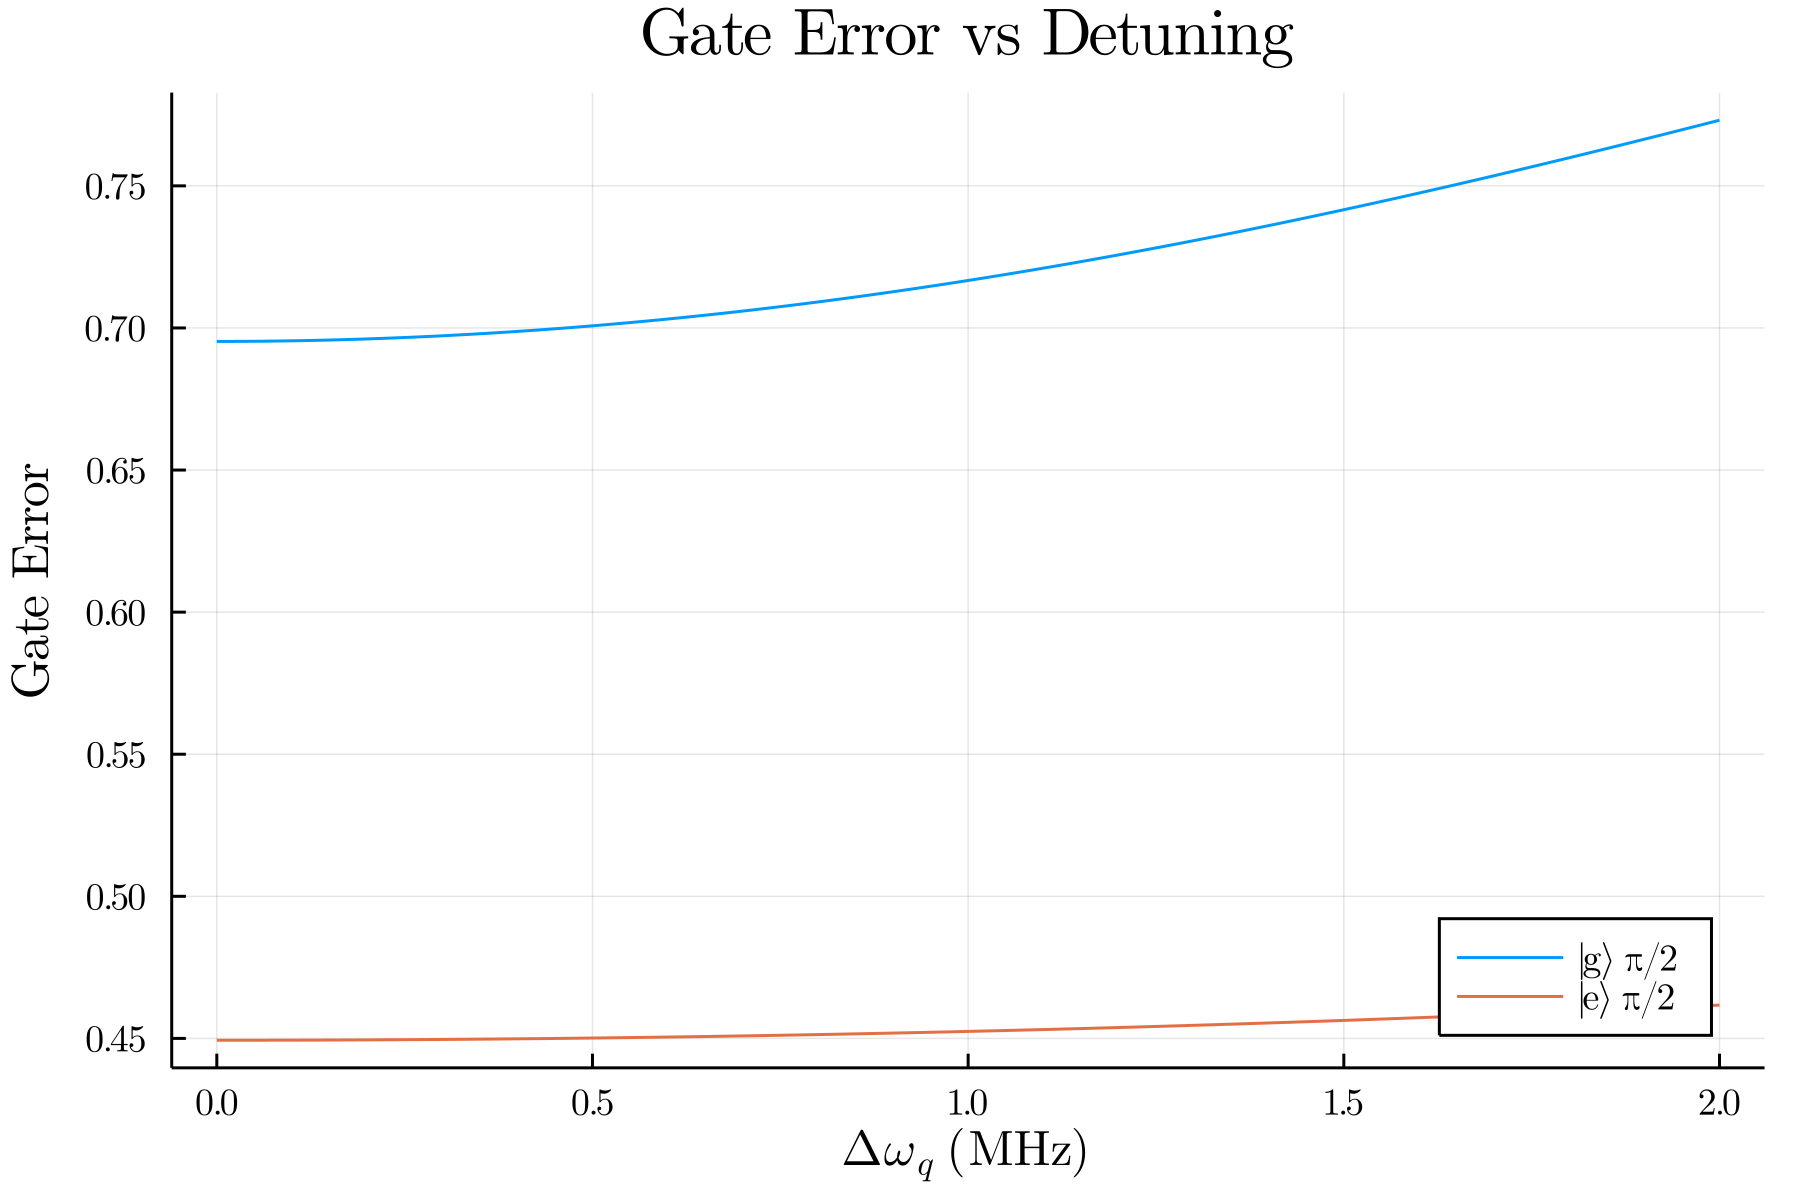 Gate Error vs Detuning
Gate Error
0.75
0.70
0.65
0.60
0.55
0.50
0.45
|g⟩ π/2
|e⟩ π/2
0.0 0.5 1.0 1.5 2.0
Δω_q (MHz)